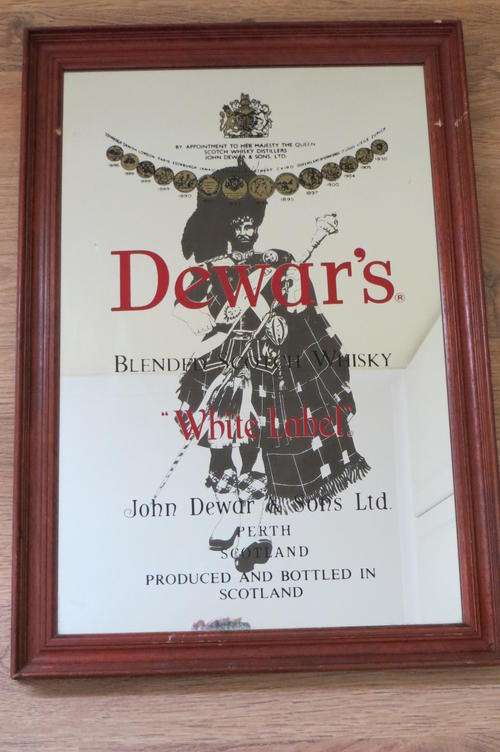 BY APPOINTMENT TO HER MAJESTY THE QUEEN
SCOTCH WHISKY DISTILLERS
JOHN DEWAR & SONS. LTD.
Dewar's®
BLENDED SCOTCH WHISKY
"White Label"
John Dewar & Sons Ltd.
PERTH
SCOTLAND
PRODUCED AND BOTTLED IN
SCOTLAND